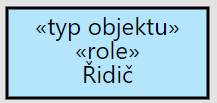 «typ objektu»
«role»
Řidič